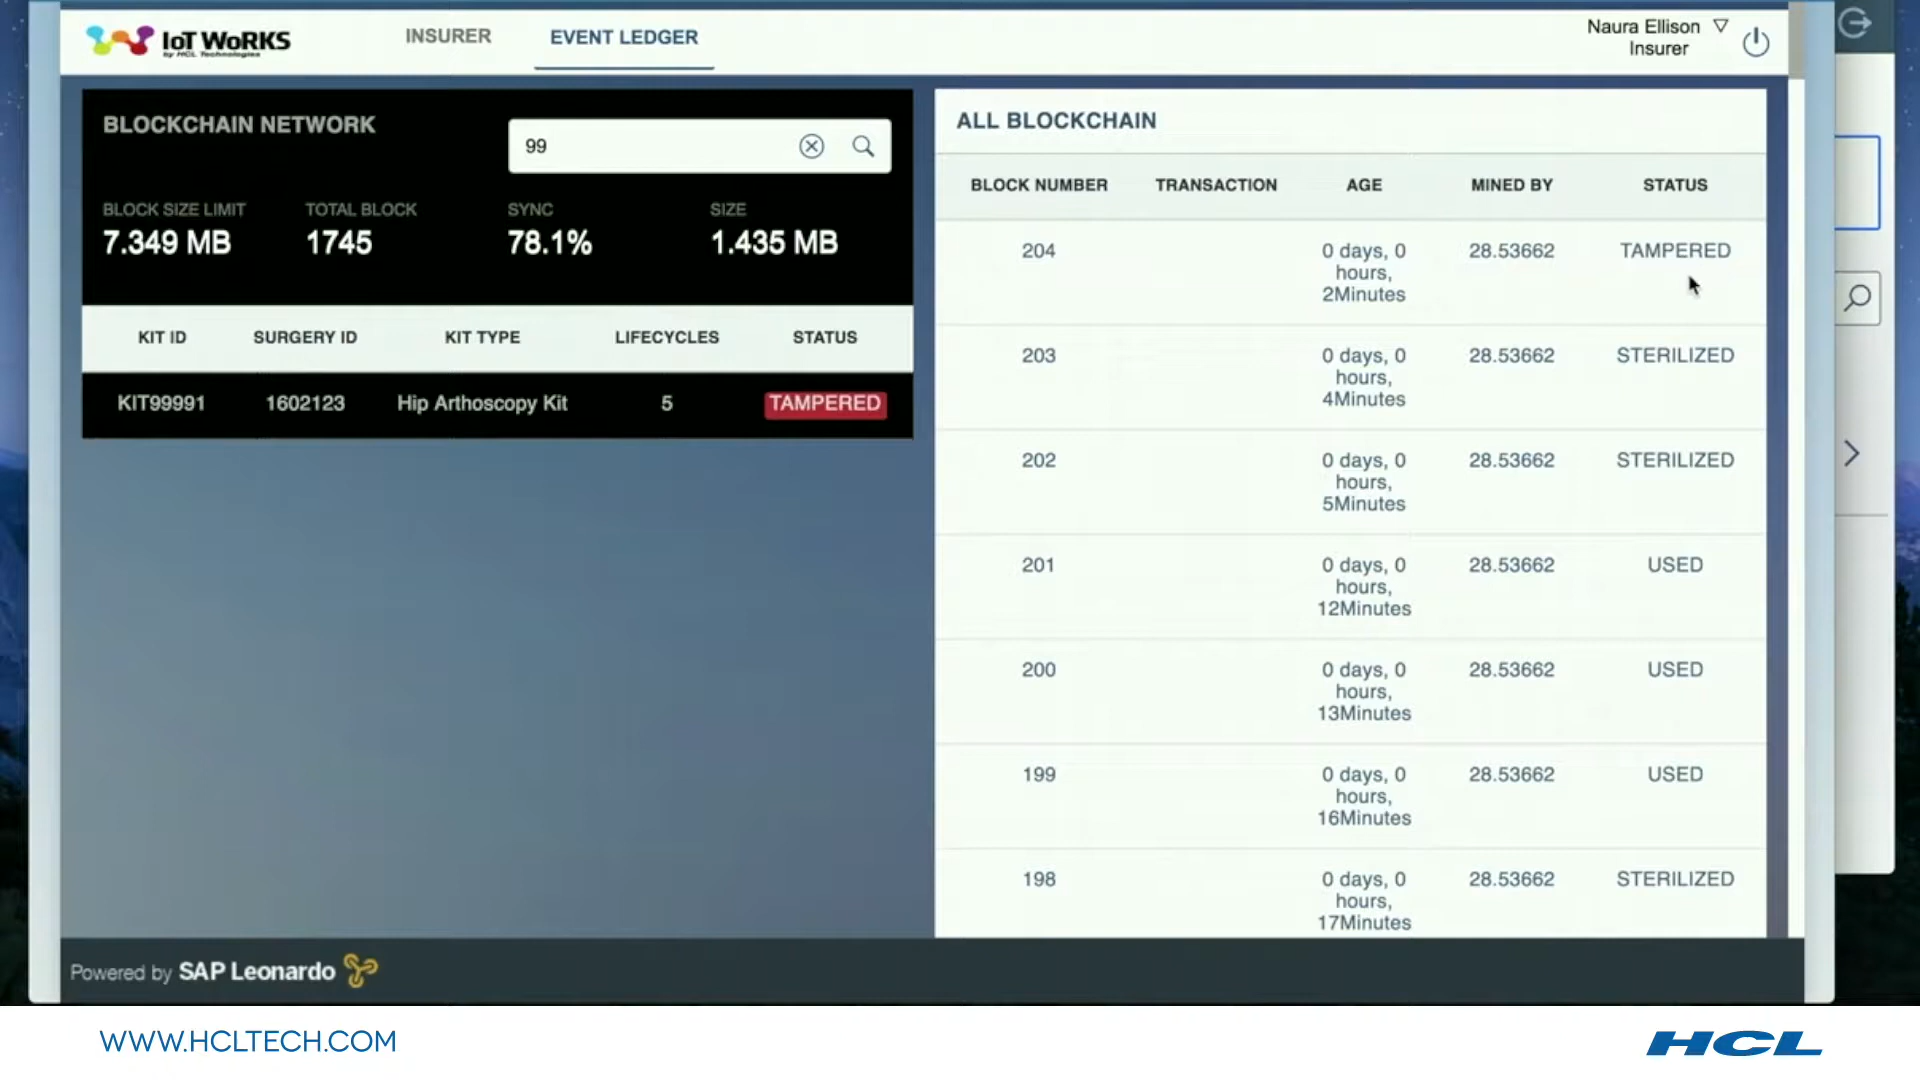 IoT WoRKS
by HCL Technologies
INSURER
EVENT LEDGER
Naura Ellison
Insurer
BLOCKCHAIN NETWORK
99
BLOCK SIZE LIMIT
7.349 MB
TOTAL BLOCK
1745
SYNC
78.1%
SIZE
1.435 MB
KIT ID SURGERY ID KIT TYPE LIFECYCLES STATUS
KIT99991 1602123 Hip Arthoscopy Kit 5 TAMPERED
ALL BLOCKCHAIN
BLOCK NUMBER TRANSACTION AGE MINED BY STATUS
204 0 days, 0 28.53662 TAMPERED
hours,
2Minutes
203 0 days, 0 28.53662 STERILIZED
hours,
4Minutes
202 0 days, 0 28.53662 STERILIZED
hours,
5Minutes
201 0 days, 0 28.53662 USED
hours,
12Minutes
200 0 days, 0 28.53662 USED
hours,
13Minutes
199 0 days, 0 28.53662 USED
hours,
16Minutes
198 0 days, 0 28.53662 STERILIZED
hours,
17Minutes
Powered by SAP Leonardo
WWW.HCLTECH.COM
HCL